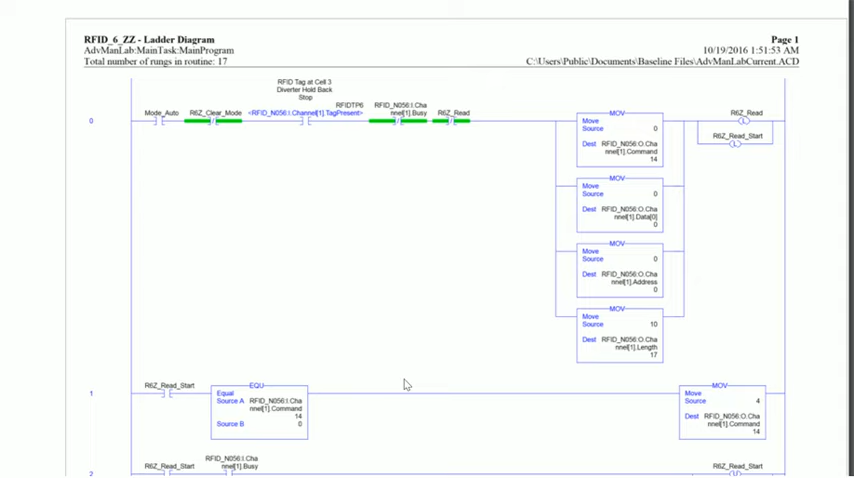 RFID_6_ZZ - Ladder Diagram
Page 1
AdvManLab:MainTask:MainProgram
10/19/2016 1:51:53 AM
Total number of rungs in routine: 17
C:\Users\Public\Documents\Baseline Files\AdvManLabCurrent.ACD
RFID Tag at Cell 3
Diverter Hold Back
Stop
RFIDTP6
Mode_Auto
R6Z_Clear_Mode
<RFID_N056:I.Channel[1].TagPresent>
RFID_N056:I.Cha
nnel[1].Busy
R6Z_Read
0
MOV
Move
Source 0
Dest RFID_N056:O.Cha
nnel[1].Command
14
R6Z_Read
R6Z_Read_Start
MOV
Move
Source 0
Dest RFID_N056:O.Cha
nnel[1].Data[0]
0
MOV
Move
Source 0
Dest RFID_N056:O.Cha
nnel[1].Address
0
MOV
Move
Source 10
Dest RFID_N056:O.Cha
nnel[1].Length
17
1
R6Z_Read_Start
EQU
Equal
Source A RFID_N056:I.Cha
nnel[1].Command
14
Source B 0
MOV
Move
Source 4
Dest RFID_N056:O.Cha
nnel[1].Command
14
2
R6Z_Read_Start
RFID_N056:I.Cha
nnel[1].Busy
R6Z_Read_Start